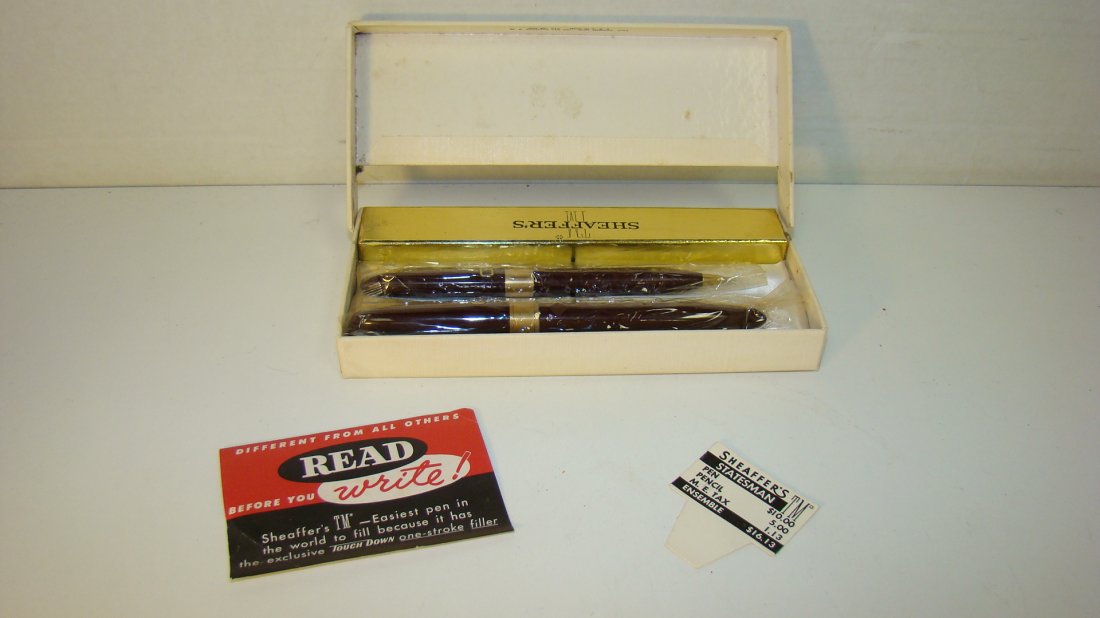 SHEAFFER'S
TM
DIFFERENT FROM ALL OTHERS
READ
BEFORE YOU write!
Sheaffer's TM —Easiest pen in
the world to fill because it has
the exclusive TOUCH DOWN one-stroke filler
SHEAFFER'S TM
STATESMAN
PEN $10.00
PENCIL 5.00
M. E. TAX 1.13
ENSEMBLE $16.13